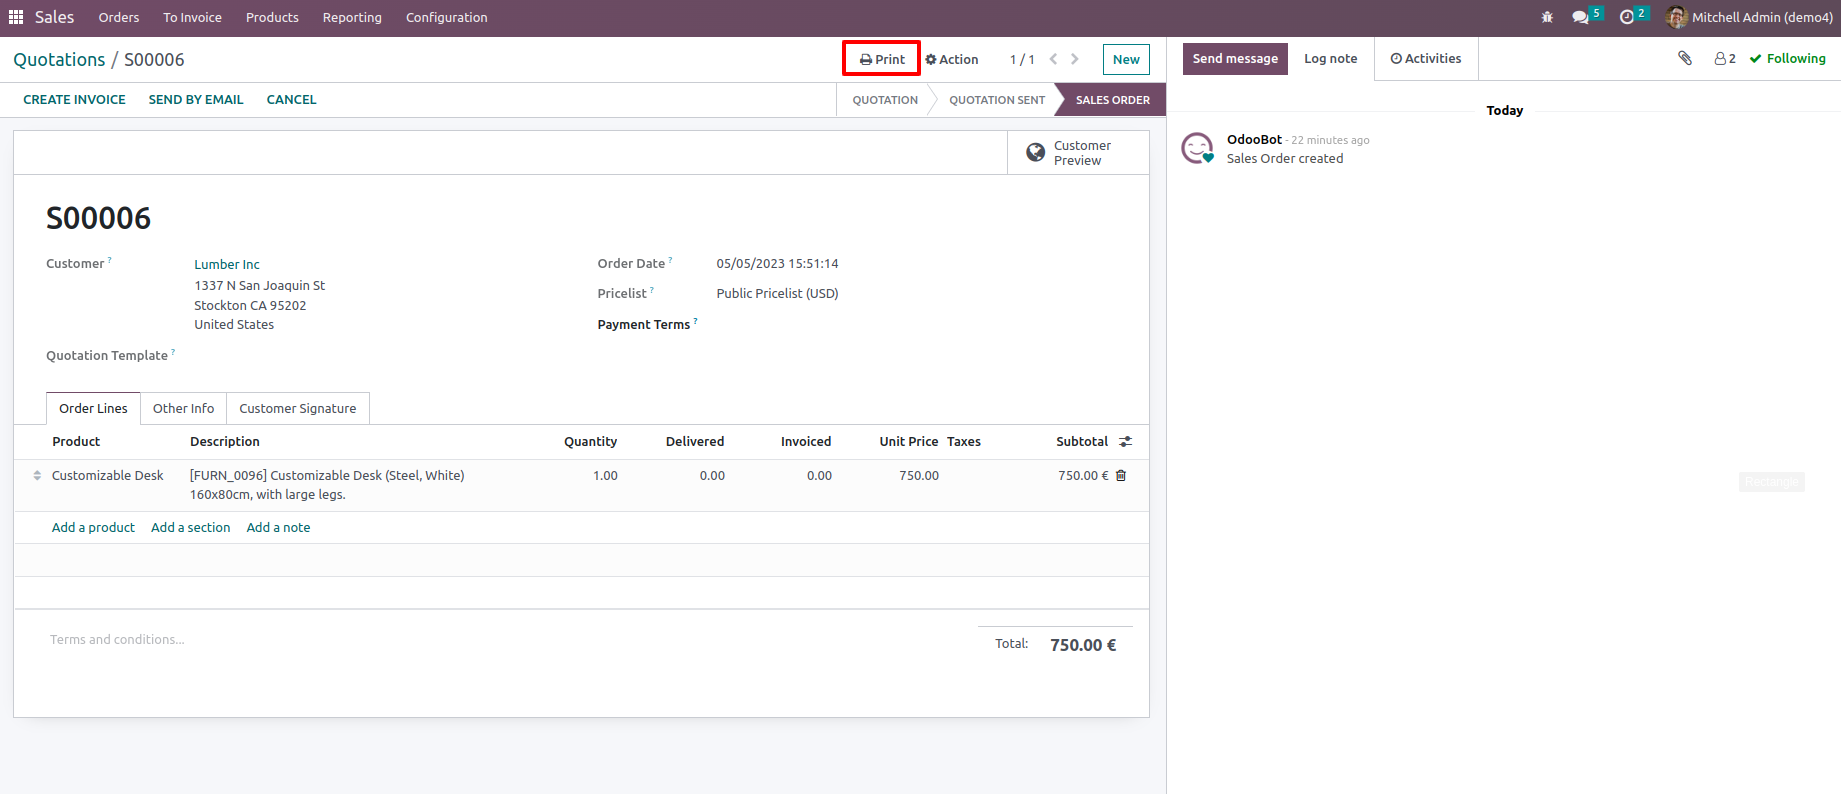 Sales Orders To Invoice Products Reporting Configuration 5 2 Mitchell Admin (demo4)
Quotations / S00006 Print Action 1 / 1 New Send message Log note Activities 2 Following
CREATE INVOICE SEND BY EMAIL CANCEL QUOTATION QUOTATION SENT SALES ORDER
Today
Customer
Preview
OdooBot - 22 minutes ago
Sales Order created
S00006
Customer ? Lumber Inc
1337 N San Joaquin St
Stockton CA 95202
United States
Order Date ? 05/05/2023 15:51:14
Pricelist ? Public Pricelist (USD)
Payment Terms ?
Quotation Template ?
Order Lines Other Info Customer Signature
Product Description Quantity Delivered Invoiced Unit Price Taxes Subtotal
Customizable Desk [FURN_0096] Customizable Desk (Steel, White) 1.00 0.00 0.00 750.00 750.00 €
160x80cm, with large legs.
Rectangle
Add a product Add a section Add a note
Terms and conditions...
Total: 750.00 €